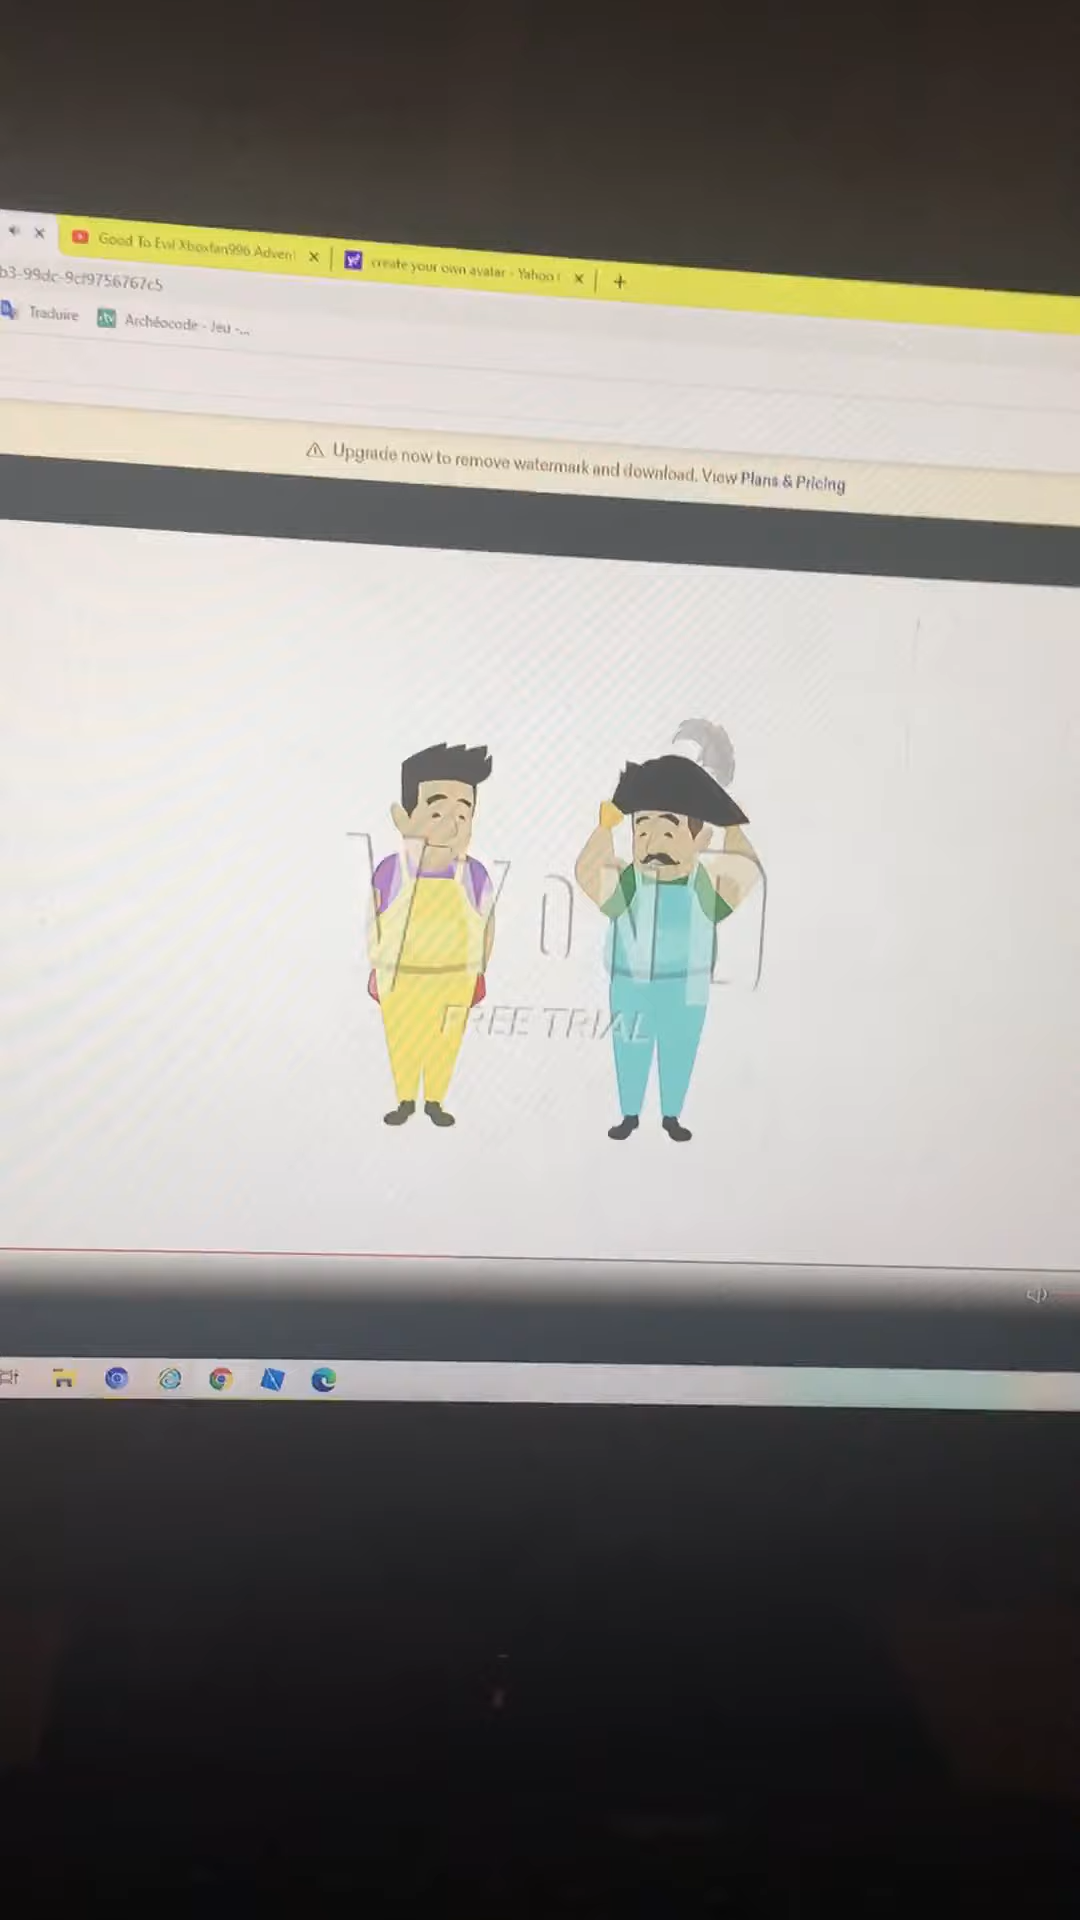 Good To Evil Xboxfan996 Advent
create your own avatar - Yahoo
b3-99dc-9cf9756767c5
Traduire
Archéocode - Jeu -...
⚠ Upgrade now to remove watermark and download. View Plans & Pricing
VYOND
FREE TRIAL